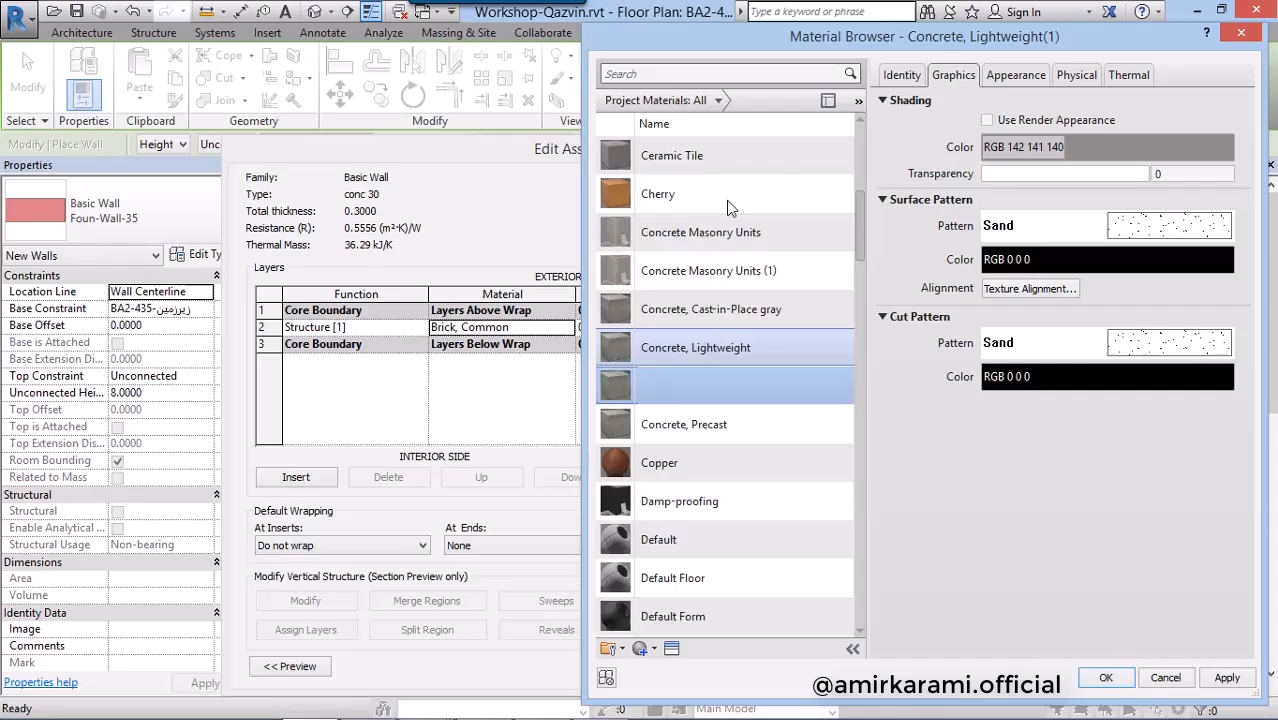 Workshop-Qazvin.rvt - Floor Plan: BA2-4...
Type a keyword or phrase
Sign In
Architecture
Structure
Systems
Insert
Annotate
Analyze
Massing & Site
Collaborate
Material Browser - Concrete, Lightweight(1)
Modify
Paste
Cope
Cut
Join
Select
Properties
Clipboard
Geometry
Modify
View
Modify | Place Wall
Height
Unc
Properties
Basic Wall
Foun-Wall-35
New Walls
Edit Ty
Constraints
Location Line
Wall Centerline
Base Constraint
BA2-435-زیرزمین
Base Offset
0.0000
Base is Attached
Base Extension Dis...
0.0000
Top Constraint
Unconnected
Unconnected Hei...
8.0000
Top Offset
0.0000
Top is Attached
Top Extension Dis...
0.0000
Room Bounding
Related to Mass
Structural
Structural
Enable Analytical ...
Structural Usage
Non-bearing
Dimensions
Area
Volume
Identity Data
Image
Comments
Mark
Properties help
Apply
Ready
Edit Ass
Family:
Basic Wall
Type:
conc 30
Total thickness:
0.3000
Resistance (R):
0.5556 (m²·K)/W
Thermal Mass:
36.29 kJ/K
Layers
EXTERIOR
Function
Material
1
Core Boundary
Layers Above Wrap
0
2
Structure [1]
Brick, Common
0
3
Core Boundary
Layers Below Wrap
0
INTERIOR SIDE
Insert
Delete
Up
Dow
Default Wrapping
At Inserts:
At Ends:
Do not wrap
None
Modify Vertical Structure (Section Preview only)
Modify
Merge Regions
Sweeps
Assign Layers
Split Region
Reveals
<< Preview
Search
Project Materials: All
Name
Ceramic Tile
Cherry
Concrete Masonry Units
Concrete Masonry Units (1)
Concrete, Cast-in-Place gray
Concrete, Lightweight
Concrete, Precast
Copper
Damp-proofing
Default
Default Floor
Default Form
Identity
Graphics
Appearance
Physical
Thermal
Shading
Use Render Appearance
Color
RGB 142 141 140
Transparency
0
Surface Pattern
Pattern
Sand
Color
RGB 0 0 0
Alignment
Texture Alignment...
Cut Pattern
Pattern
Sand
Color
RGB 0 0 0
OK
Cancel
Apply
@amirkarami.official
:0
Main Model
:0